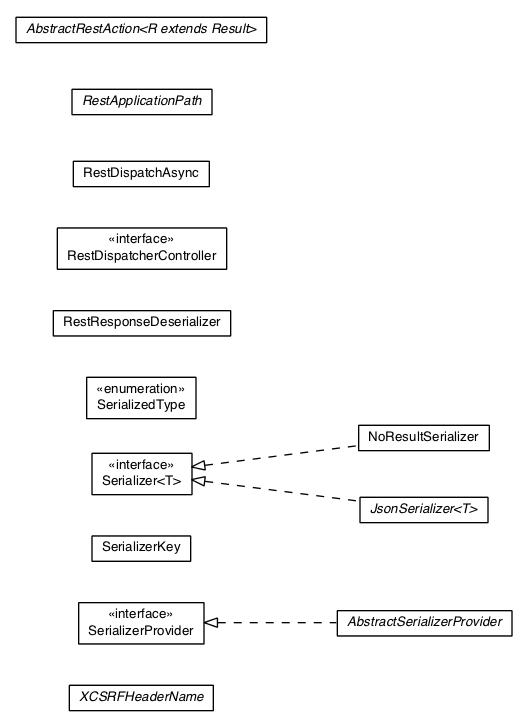 AbstractRestAction<R extends Result>
RestApplicationPath
RestDispatchAsync
«interface»
RestDispatcherController
RestResponseDeserializer
«enumeration»
SerializedType
NoResultSerializer
«interface»
Serializer<T>
JsonSerializer<T>
SerializerKey
«interface»
SerializerProvider
AbstractSerializerProvider
XCSRFHeaderName